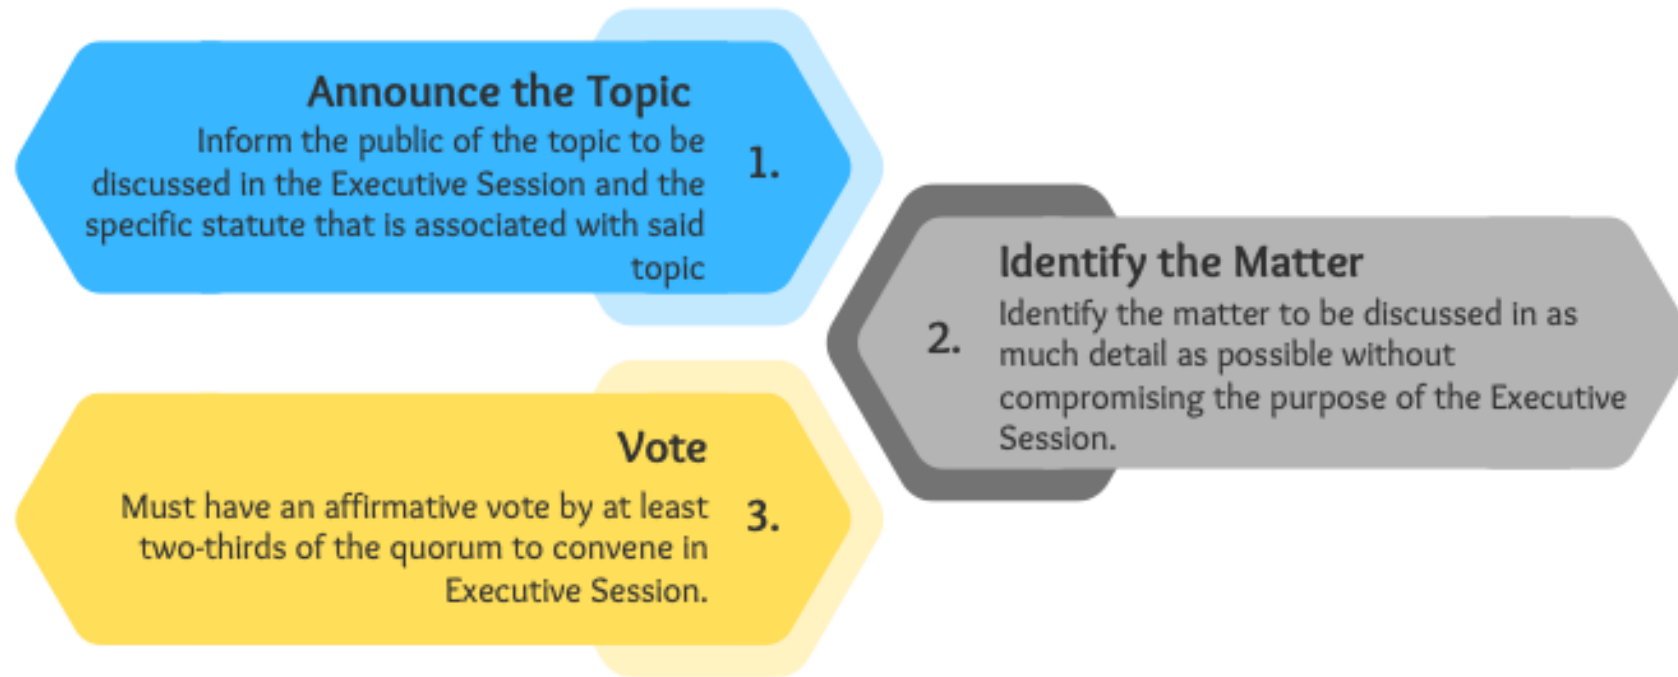 Announce the Topic
Inform the public of the topic to be
discussed in the Executive Session and the
specific statute that is associated with said
topic
1.
Identify the Matter
Identify the matter to be discussed in as
much detail as possible without
compromising the purpose of the Executive
Session.
2.
Vote
Must have an affirmative vote by at least
two-thirds of the quorum to convene in
Executive Session.
3.